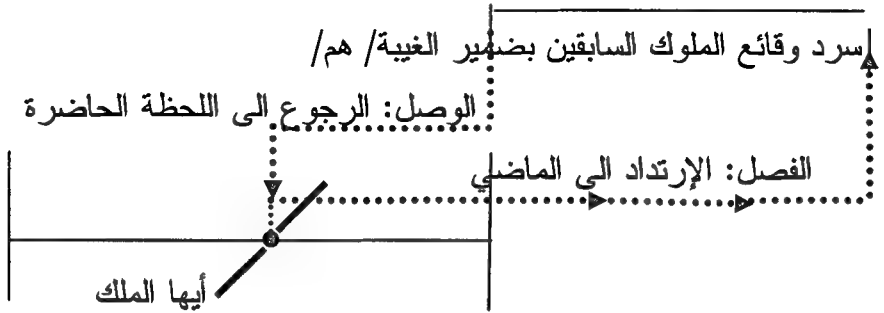 سرد وقائع الملوك السابقين بضمير الغيبة/ هم/
الوصل: الرجوع الى اللحظة الحاضرة
الفصل: الإرتداد الى الماضي
أيها الملك